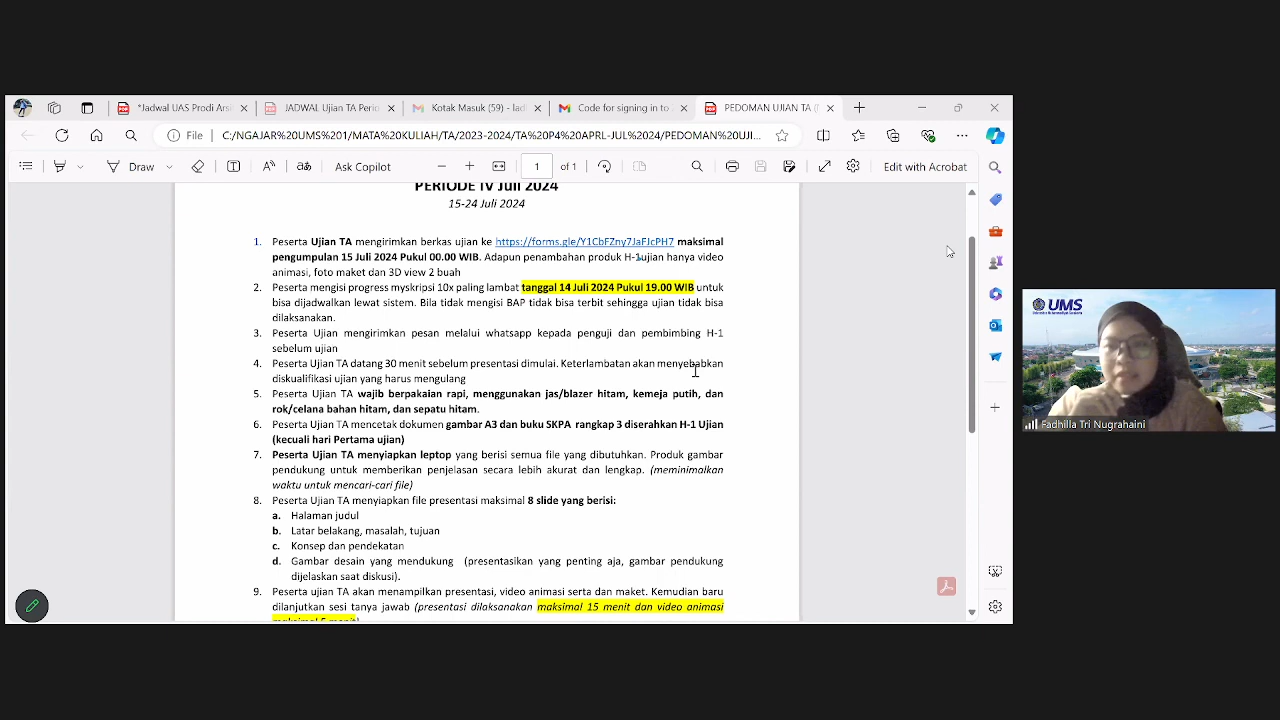 *Jadwal UAS Prodi Arsi
JADWAL Ujian TA Perio
Kotak Masuk (59) - lad
Code for signing in to
PEDOMAN UJIAN TA (
File
C:/NGAJAR%20UMS%201/MATA%20KULIAH/TA/2023-2024/TA%20P4%20APRL-JUL%202024/PEDOMAN%20UJI...
Draw
Ask Copilot
1
of 1
Edit with Acrobat
PERIODE IV Juli 2024
15-24 Juli 2024
1. Peserta Ujian TA mengirimkan berkas ujian ke https://forms.gle/Y1CbFZny7JaFJcPH7 maksimal
pengumpulan 15 Juli 2024 Pukul 00.00 WIB. Adapun penambahan produk H-1ujian hanya video
animasi, foto maket dan 3D view 2 buah
2. Peserta mengisi progress myskripsi 10x paling lambat tanggal 14 Juli 2024 Pukul 19.00 WIB untuk
bisa dijadwalkan lewat sistem. Bila tidak mengisi BAP tidak bisa terbit sehingga ujian tidak bisa
dilaksanakan.
3. Peserta Ujian mengirimkan pesan melalui whatsapp kepada penguji dan pembimbing H-1
sebelum ujian
4. Peserta Ujian TA datang 30 menit sebelum presentasi dimulai. Keterlambatan akan menyebabkan
diskualifikasi ujian yang harus mengulang
5. Peserta Ujian TA wajib berpakaian rapi, menggunakan jas/blazer hitam, kemeja putih, dan
rok/celana bahan hitam, dan sepatu hitam.
6. Peserta Ujian TA mencetak dokumen gambar A3 dan buku SKPA rangkap 3 diserahkan H-1 Ujian
(kecuali hari Pertama ujian)
7. Peserta Ujian TA menyiapkan leptop yang berisi semua file yang dibutuhkan. Produk gambar
pendukung untuk memberikan penjelasan secara lebih akurat dan lengkap. (meminimalkan
waktu untuk mencari-cari file)
8. Peserta Ujian TA menyiapkan file presentasi maksimal 8 slide yang berisi:
a. Halaman judul
b. Latar belakang, masalah, tujuan
c. Konsep dan pendekatan
d. Gambar desain yang mendukung (presentasikan yang penting aja, gambar pendukung
dijelaskan saat diskusi).
9. Peserta ujian TA akan menampilkan presentasi, video animasi serta dan maket. Kemudian baru
dilanjutkan sesi tanya jawab (presentasi dilaksanakan maksimal 15 menit dan video animasi
maksimal 5 menit)
UMS
Fadhilla Tri Nugrahaini